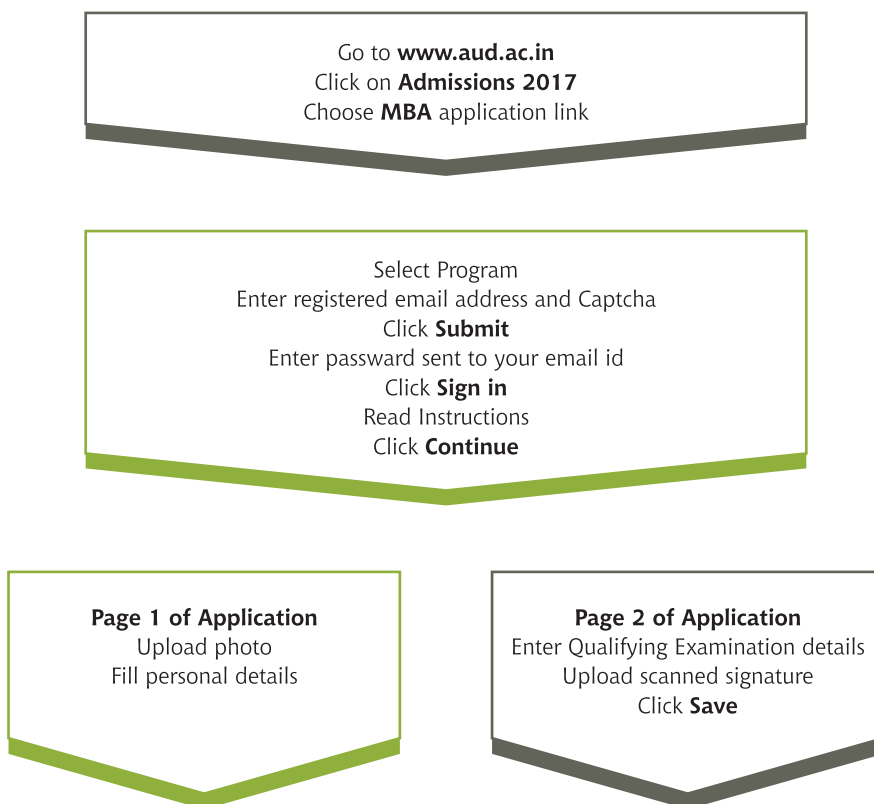 Go to www.aud.ac.in
Click on Admissions 2017
Choose MBA application link
Select Program
Enter registered email address and Captcha
Click Submit
Enter passward sent to your email id
Click Sign in
Read Instructions
Click Continue
Page 1 of Application
Upload photo
Fill personal details
Page 2 of Application
Enter Qualifying Examination details
Upload scanned signature
Click Save